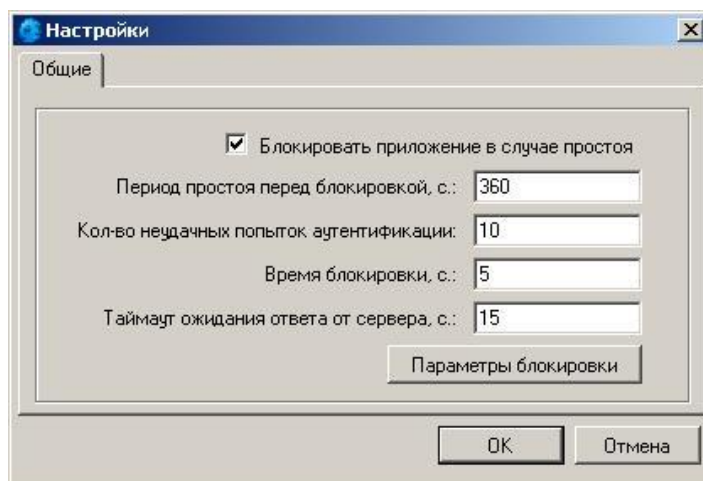 Настройки
Общие
Блокировать приложение в случае простоя
Период простоя перед блокировкой, с.: 360
Кол-во неудачных попыток аутентификации: 10
Время блокировки, с.: 5
Таймаут ожидания ответа от сервера, с.: 15
Параметры блокировки
OK Отмена